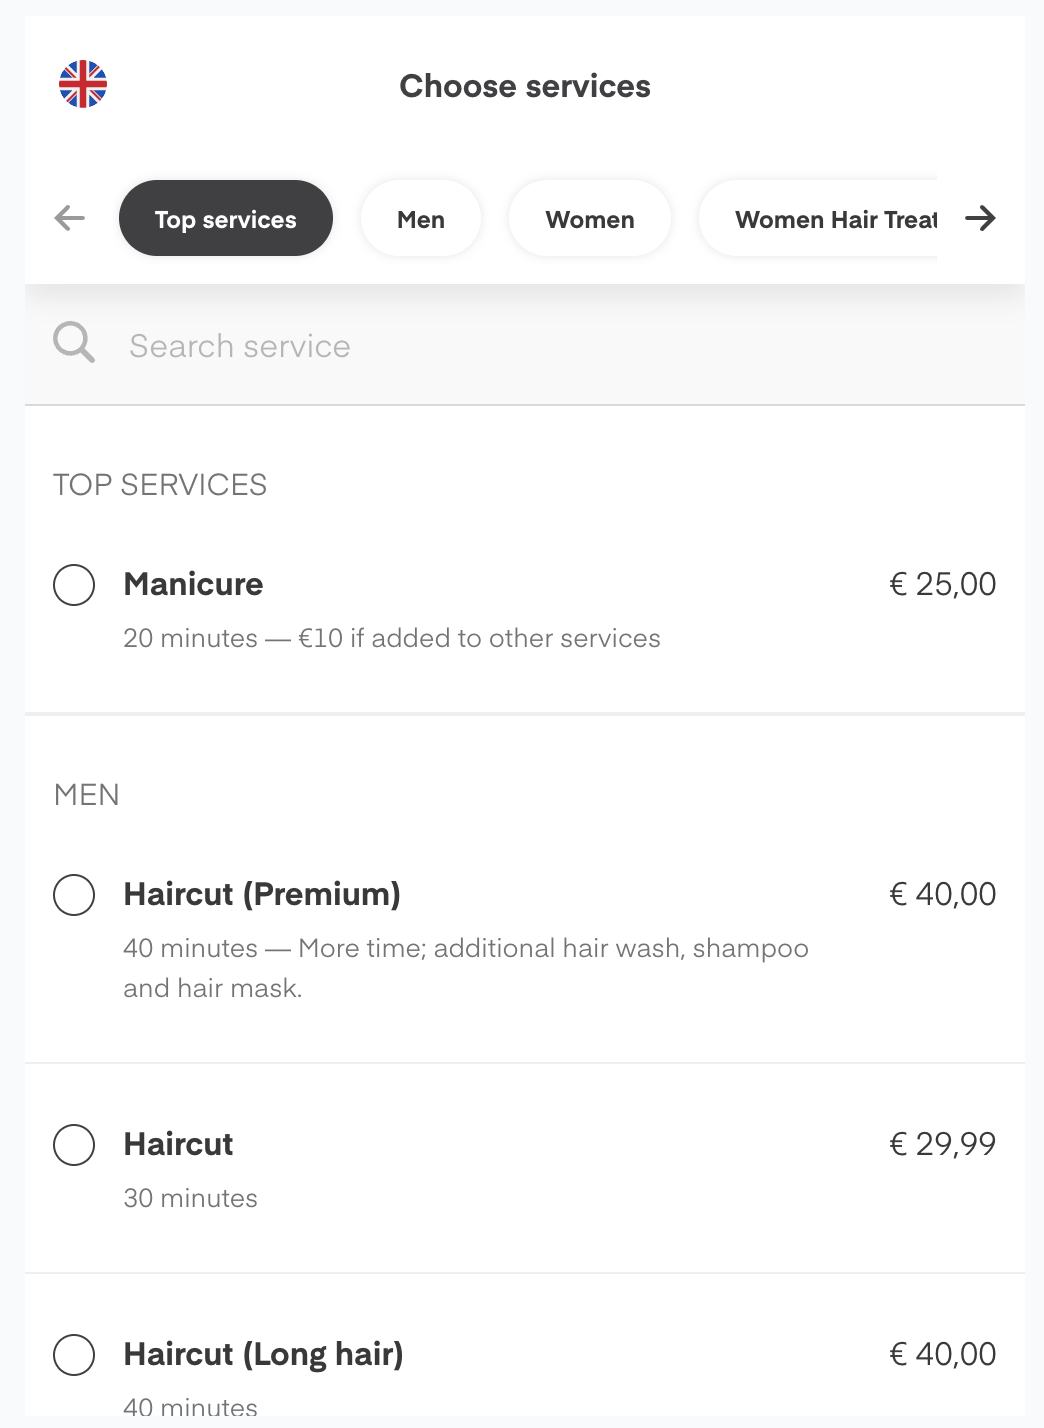 Choose services
Top services
Men
Women
Women Hair Treat
Search service
TOP SERVICES
Manicure
€ 25,00
20 minutes — €10 if added to other services
MEN
Haircut (Premium)
€ 40,00
40 minutes — More time; additional hair wash, shampoo
and hair mask.
Haircut
€ 29,99
30 minutes
Haircut (Long hair)
€ 40,00
40 minutes